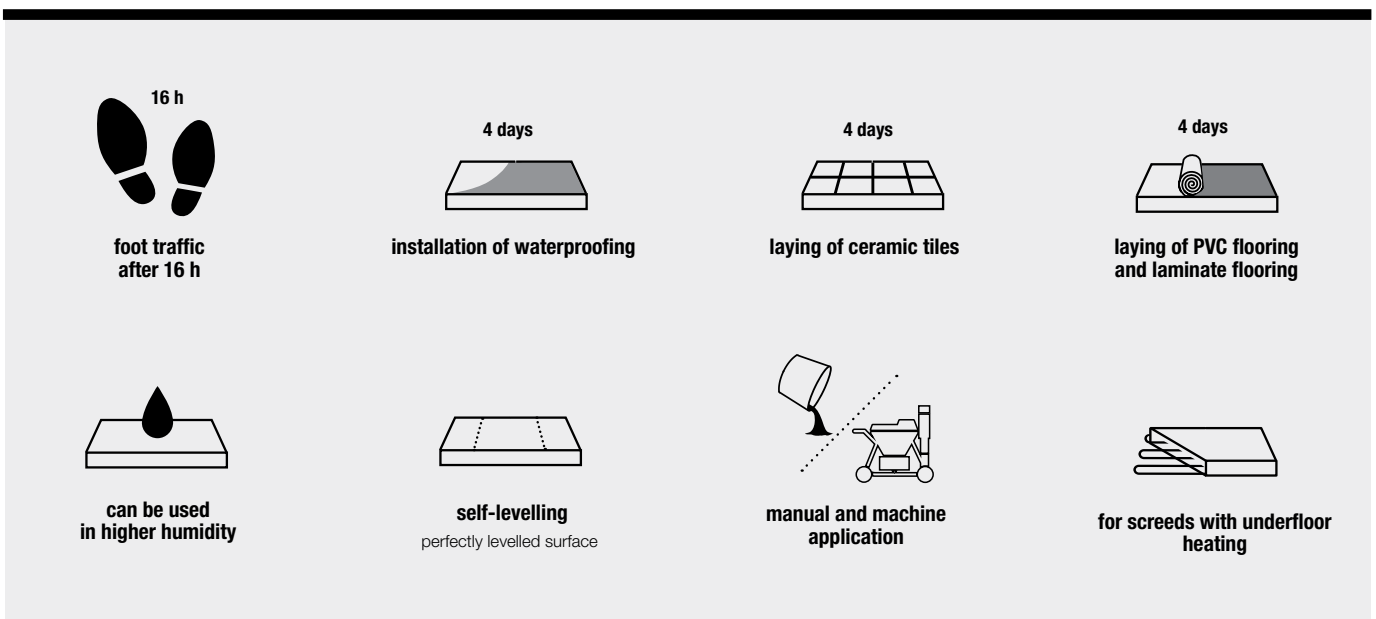 16 h
foot traffic
after 16 h
4 days
installation of waterproofing
4 days
laying of ceramic tiles
4 days
laying of PVC flooring
and laminate flooring
can be used
in higher humidity
self-levelling
perfectly levelled surface
manual and machine
application
for screeds with underfloor
heating